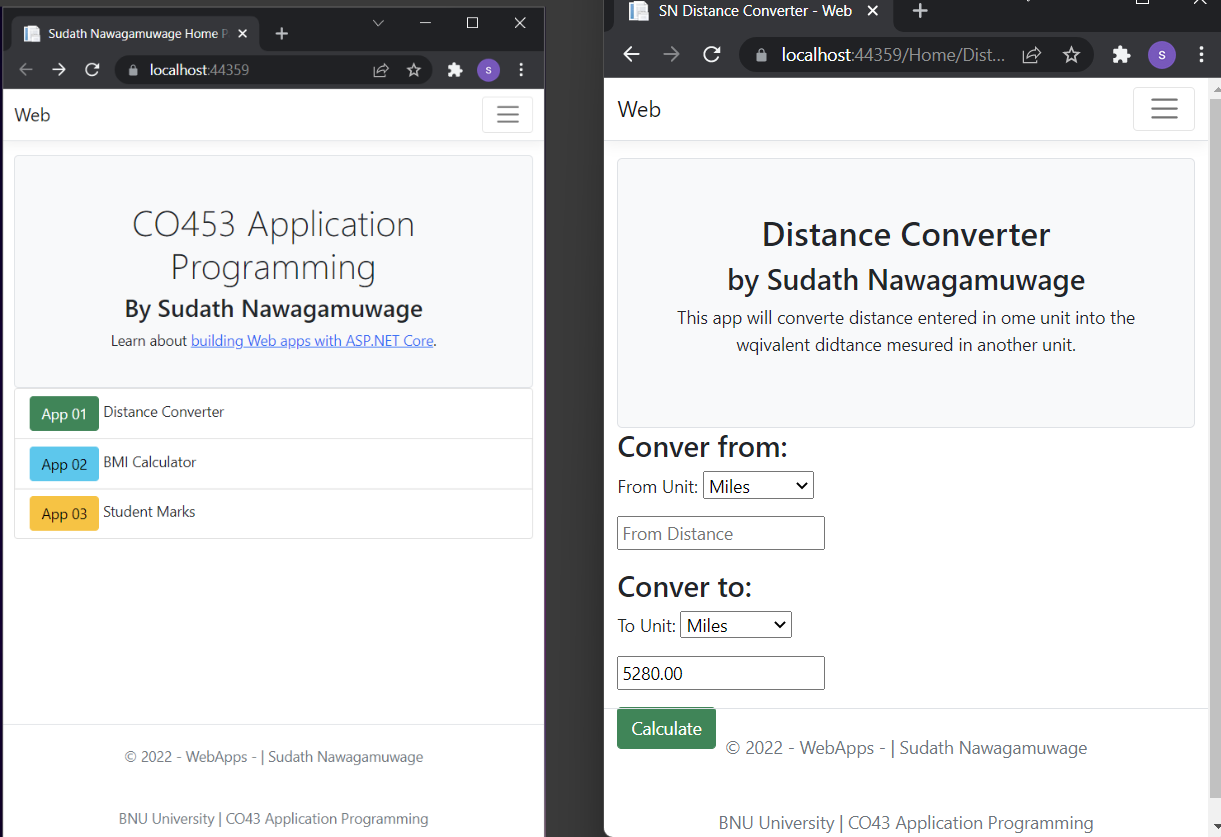 Sudath Nawagamuwage Home P
localhost:44359
s
Web
CO453 Application
Programming
By Sudath Nawagamuwage
Learn about building Web apps with ASP.NET Core.
App 01 Distance Converter
App 02 BMI Calculator
App 03 Student Marks
© 2022 - WebApps - | Sudath Nawagamuwage
BNU University | CO43 Application Programming
SN Distance Converter - Web
localhost:44359/Home/Dist...
s
Web
Distance Converter
by Sudath Nawagamuwage
This app will converte distance entered in ome unit into the
wqivalent didtance mesured in another unit.
Conver from:
From Unit: Miles
From Distance
Conver to:
To Unit: Miles
5280.00
Calculate
© 2022 - WebApps - | Sudath Nawagamuwage
BNU University | CO43 Application Programming